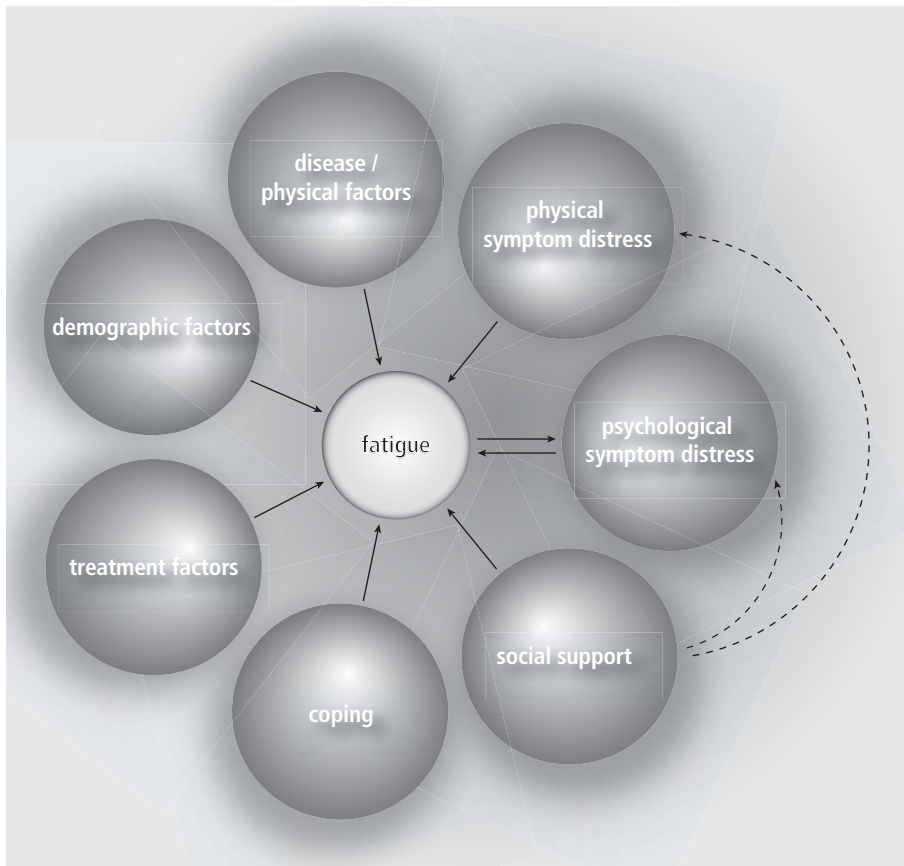 disease /
physical factors
physical
symptom distress
demographic factors
fatigue
psychological
symptom distress
treatment factors
social support
coping